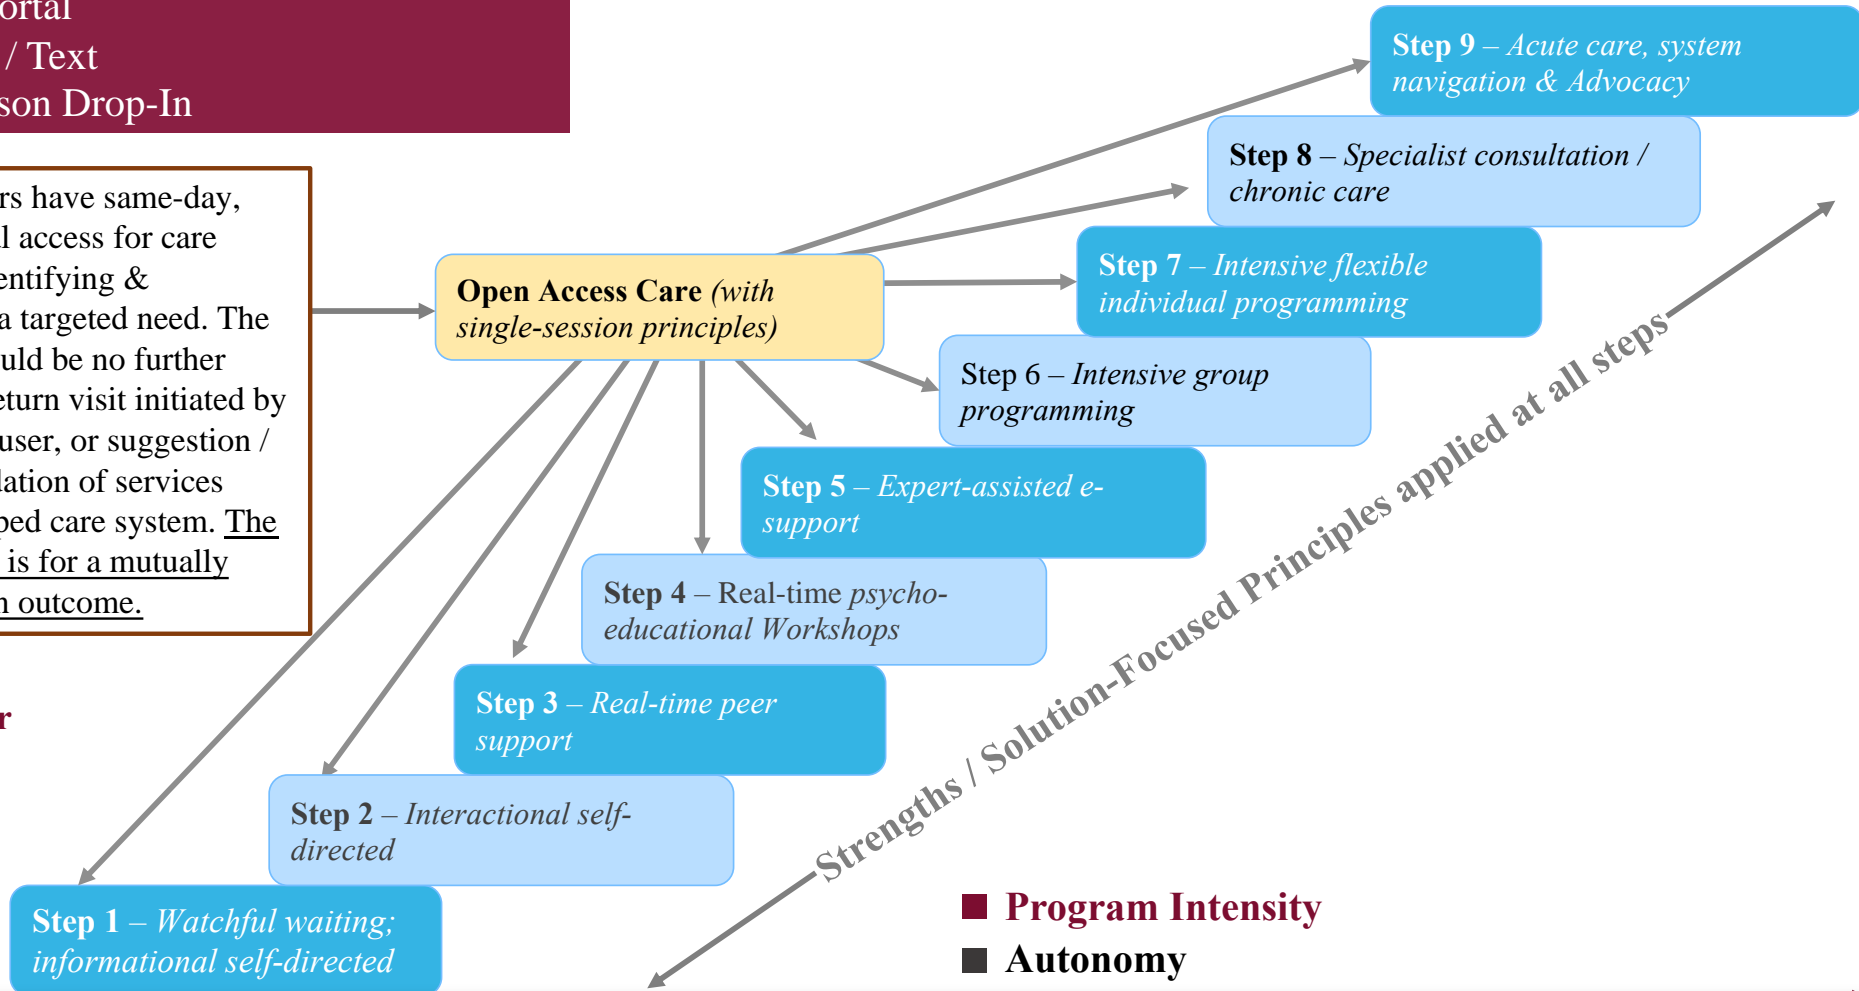 ortal
/ Text
son Drop-In
rs have same-day,
l access for care
entifying &
a targeted need. The
uld be no further
eturn visit initiated by
user, or suggestion /
lation of services
ped care system. The
is for a mutually
n outcome.
r
Open Access Care (with
single-session principles)
Step 9 – Acute care, system
navigation & Advocacy
Step 8 – Specialist consultation /
chronic care
Step 7 – Intensive flexible
individual programming
Step 6 – Intensive group
programming
Step 5 – Expert-assisted e-
support
Step 4 – Real-time psycho-
educational Workshops
Step 3 – Real-time peer
support
Step 2 – Interactional self-
directed
Step 1 – Watchful waiting;
informational self-directed
Strengths / Solution-Focused Principles applied at all steps
Program Intensity
Autonomy